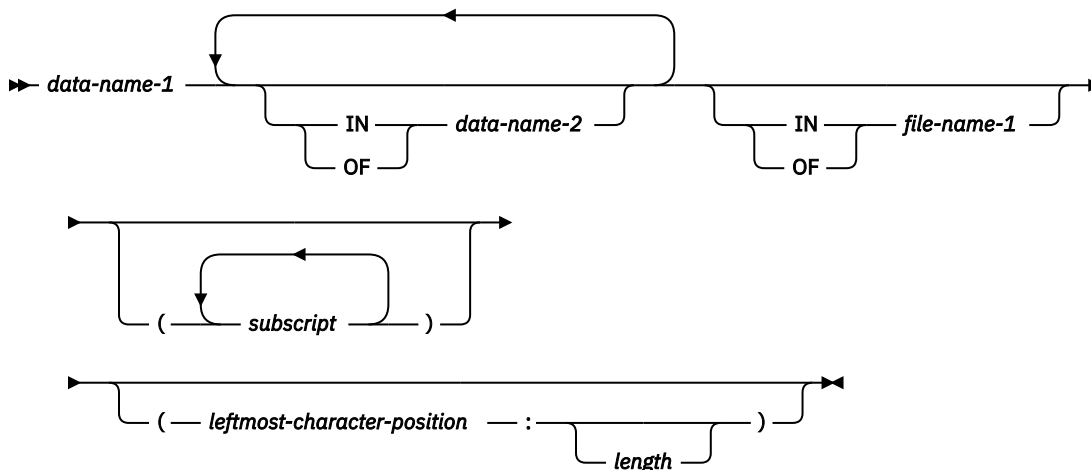 data-name-1 IN data-name-2 IN file-name-1
OF OF
( subscript )
( leftmost-character-position : )
length